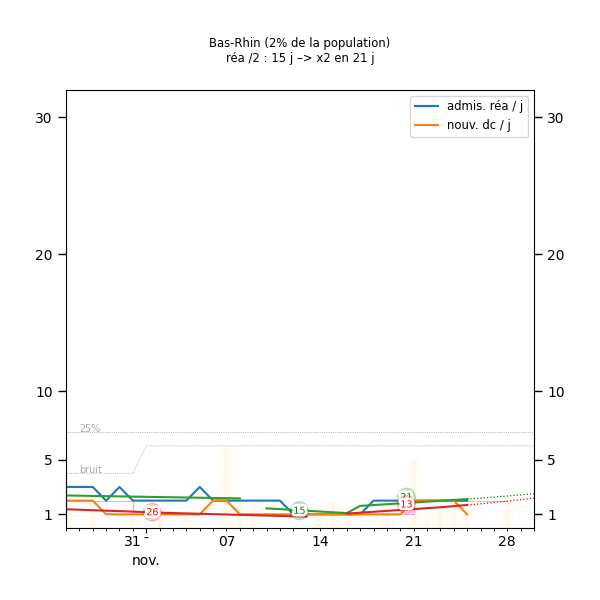 Bas-Rhin (2% de la population)
réa /2 : 15 j –> x2 en 21 j
admis. réa / j
nouv. dc / j
30 30
20 20
10 10
25%
bruit
5 5
21
13
26 15
1 1
31 07 14 21 28
nov.